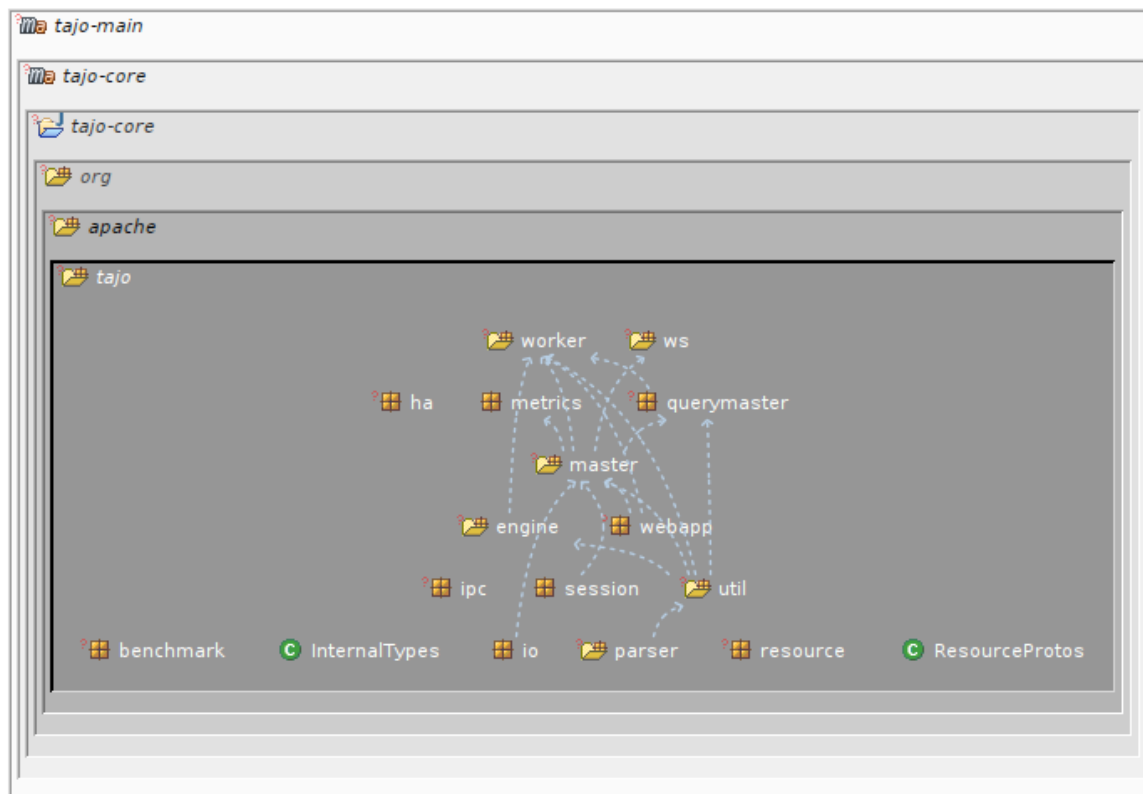 tajo-main
tajo-core
tajo-core
org
apache
tajo
worker ws
ha metrics querymaster
master
engine webapp
ipc session util
benchmark C InternalTypes io parser resource C ResourceProtos